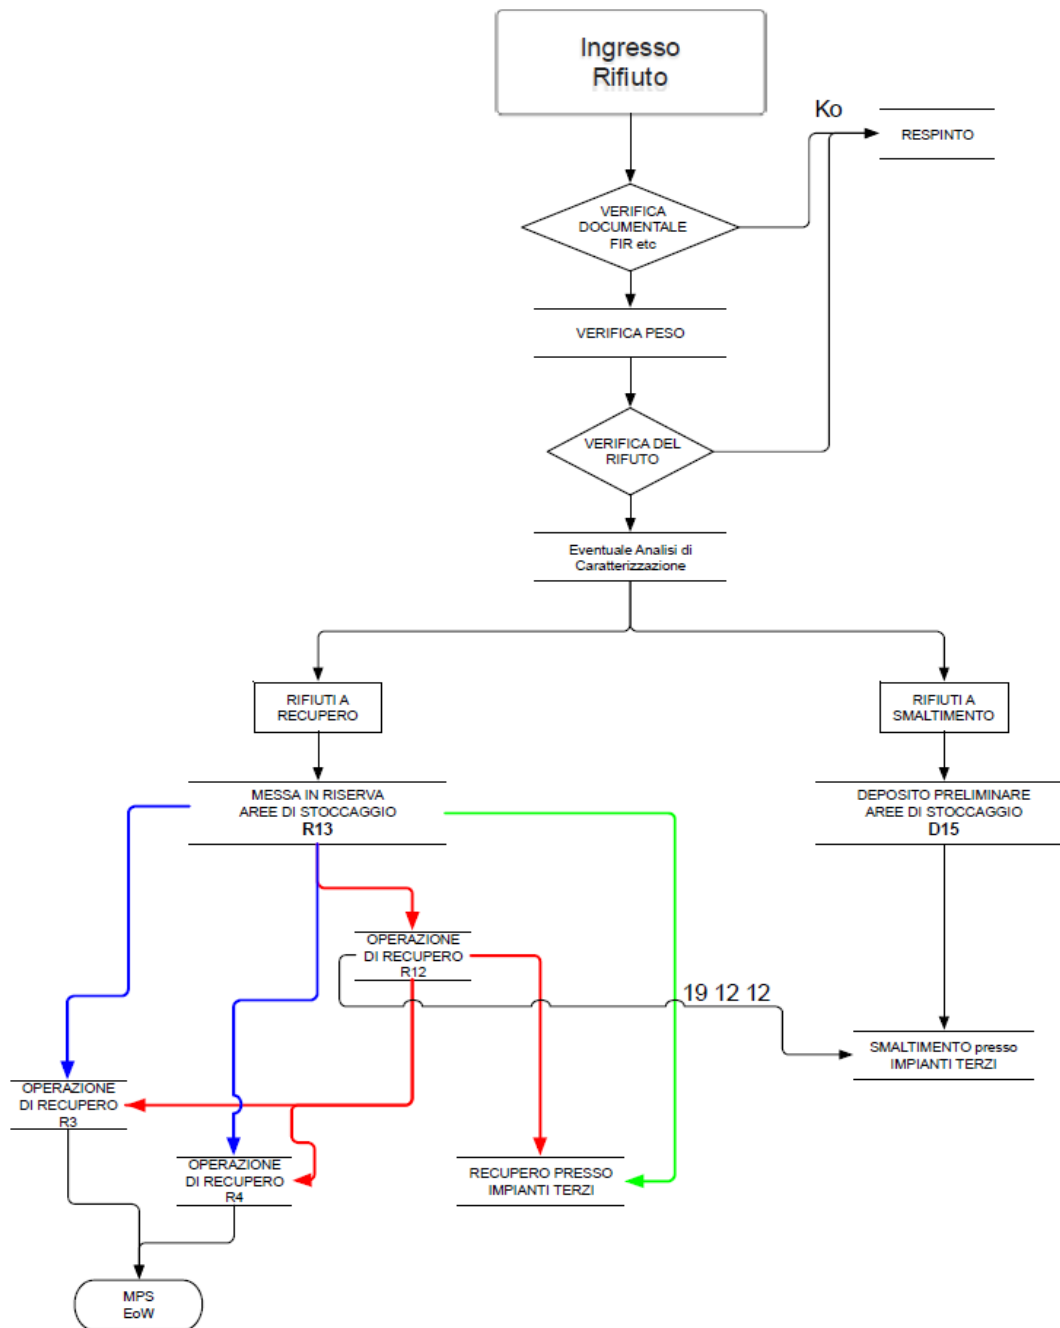 Ingresso
Rifiuto
Ko
RESPINTO
VERIFICA
DOCUMENTALE
FIR etc
VERIFICA PESO
VERIFICA DEL
RIFUTO
Eventuale Analisi di
Caratterizzazione
RIFIUTI A
RECUPERO
RIFIUTI A
SMALTIMENTO
MESSA IN RISERVA
AREE DI STOCCAGGIO
R13
DEPOSITO PRELIMINARE
AREE DI STOCCAGGIO
D15
OPERAZIONE
DI RECUPERO
R12
19 12 12
SMALTIMENTO presso
IMPIANTI TERZI
OPERAZIONE
DI RECUPERO
R3
OPERAZIONE
DI RECUPERO
R4
RECUPERO PRESSO
IMPIANTI TERZI
MPS
EoW